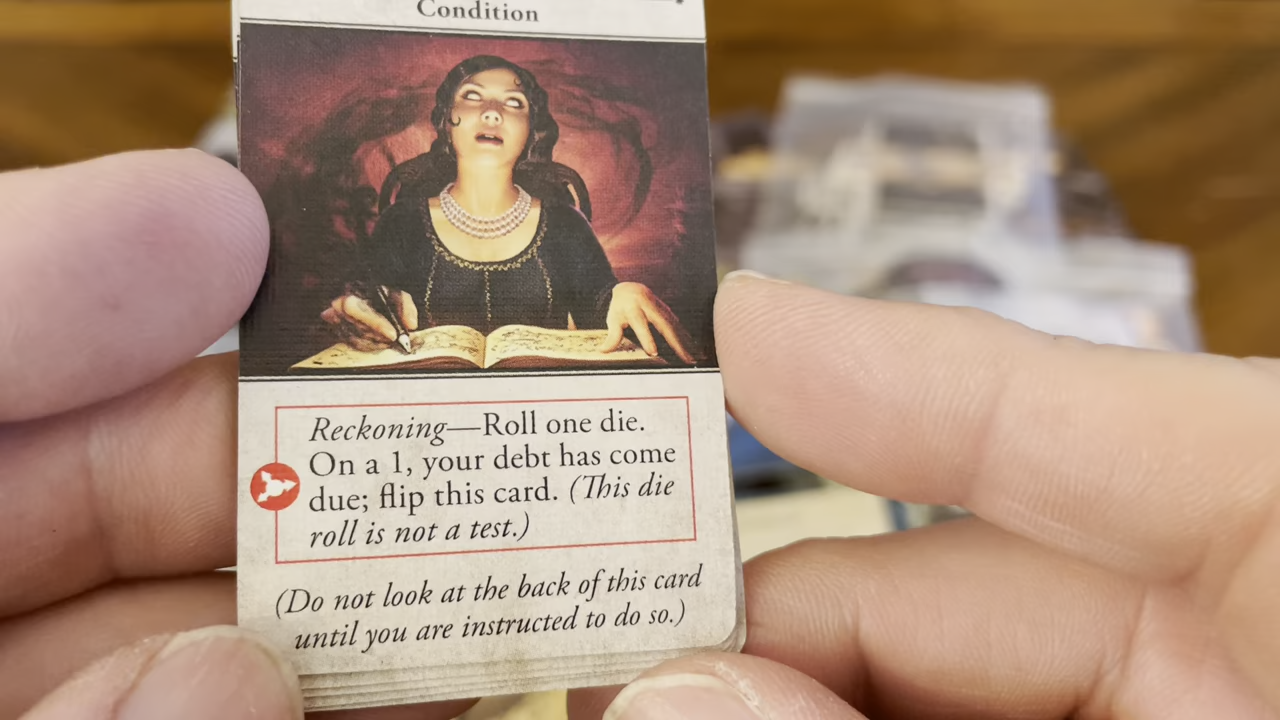 Condition
Reckoning—Roll one die.
On a 1, your debt has come
due; flip this card. (This die
roll is not a test.)
(Do not look at the back of this card
until you are instructed to do so.)